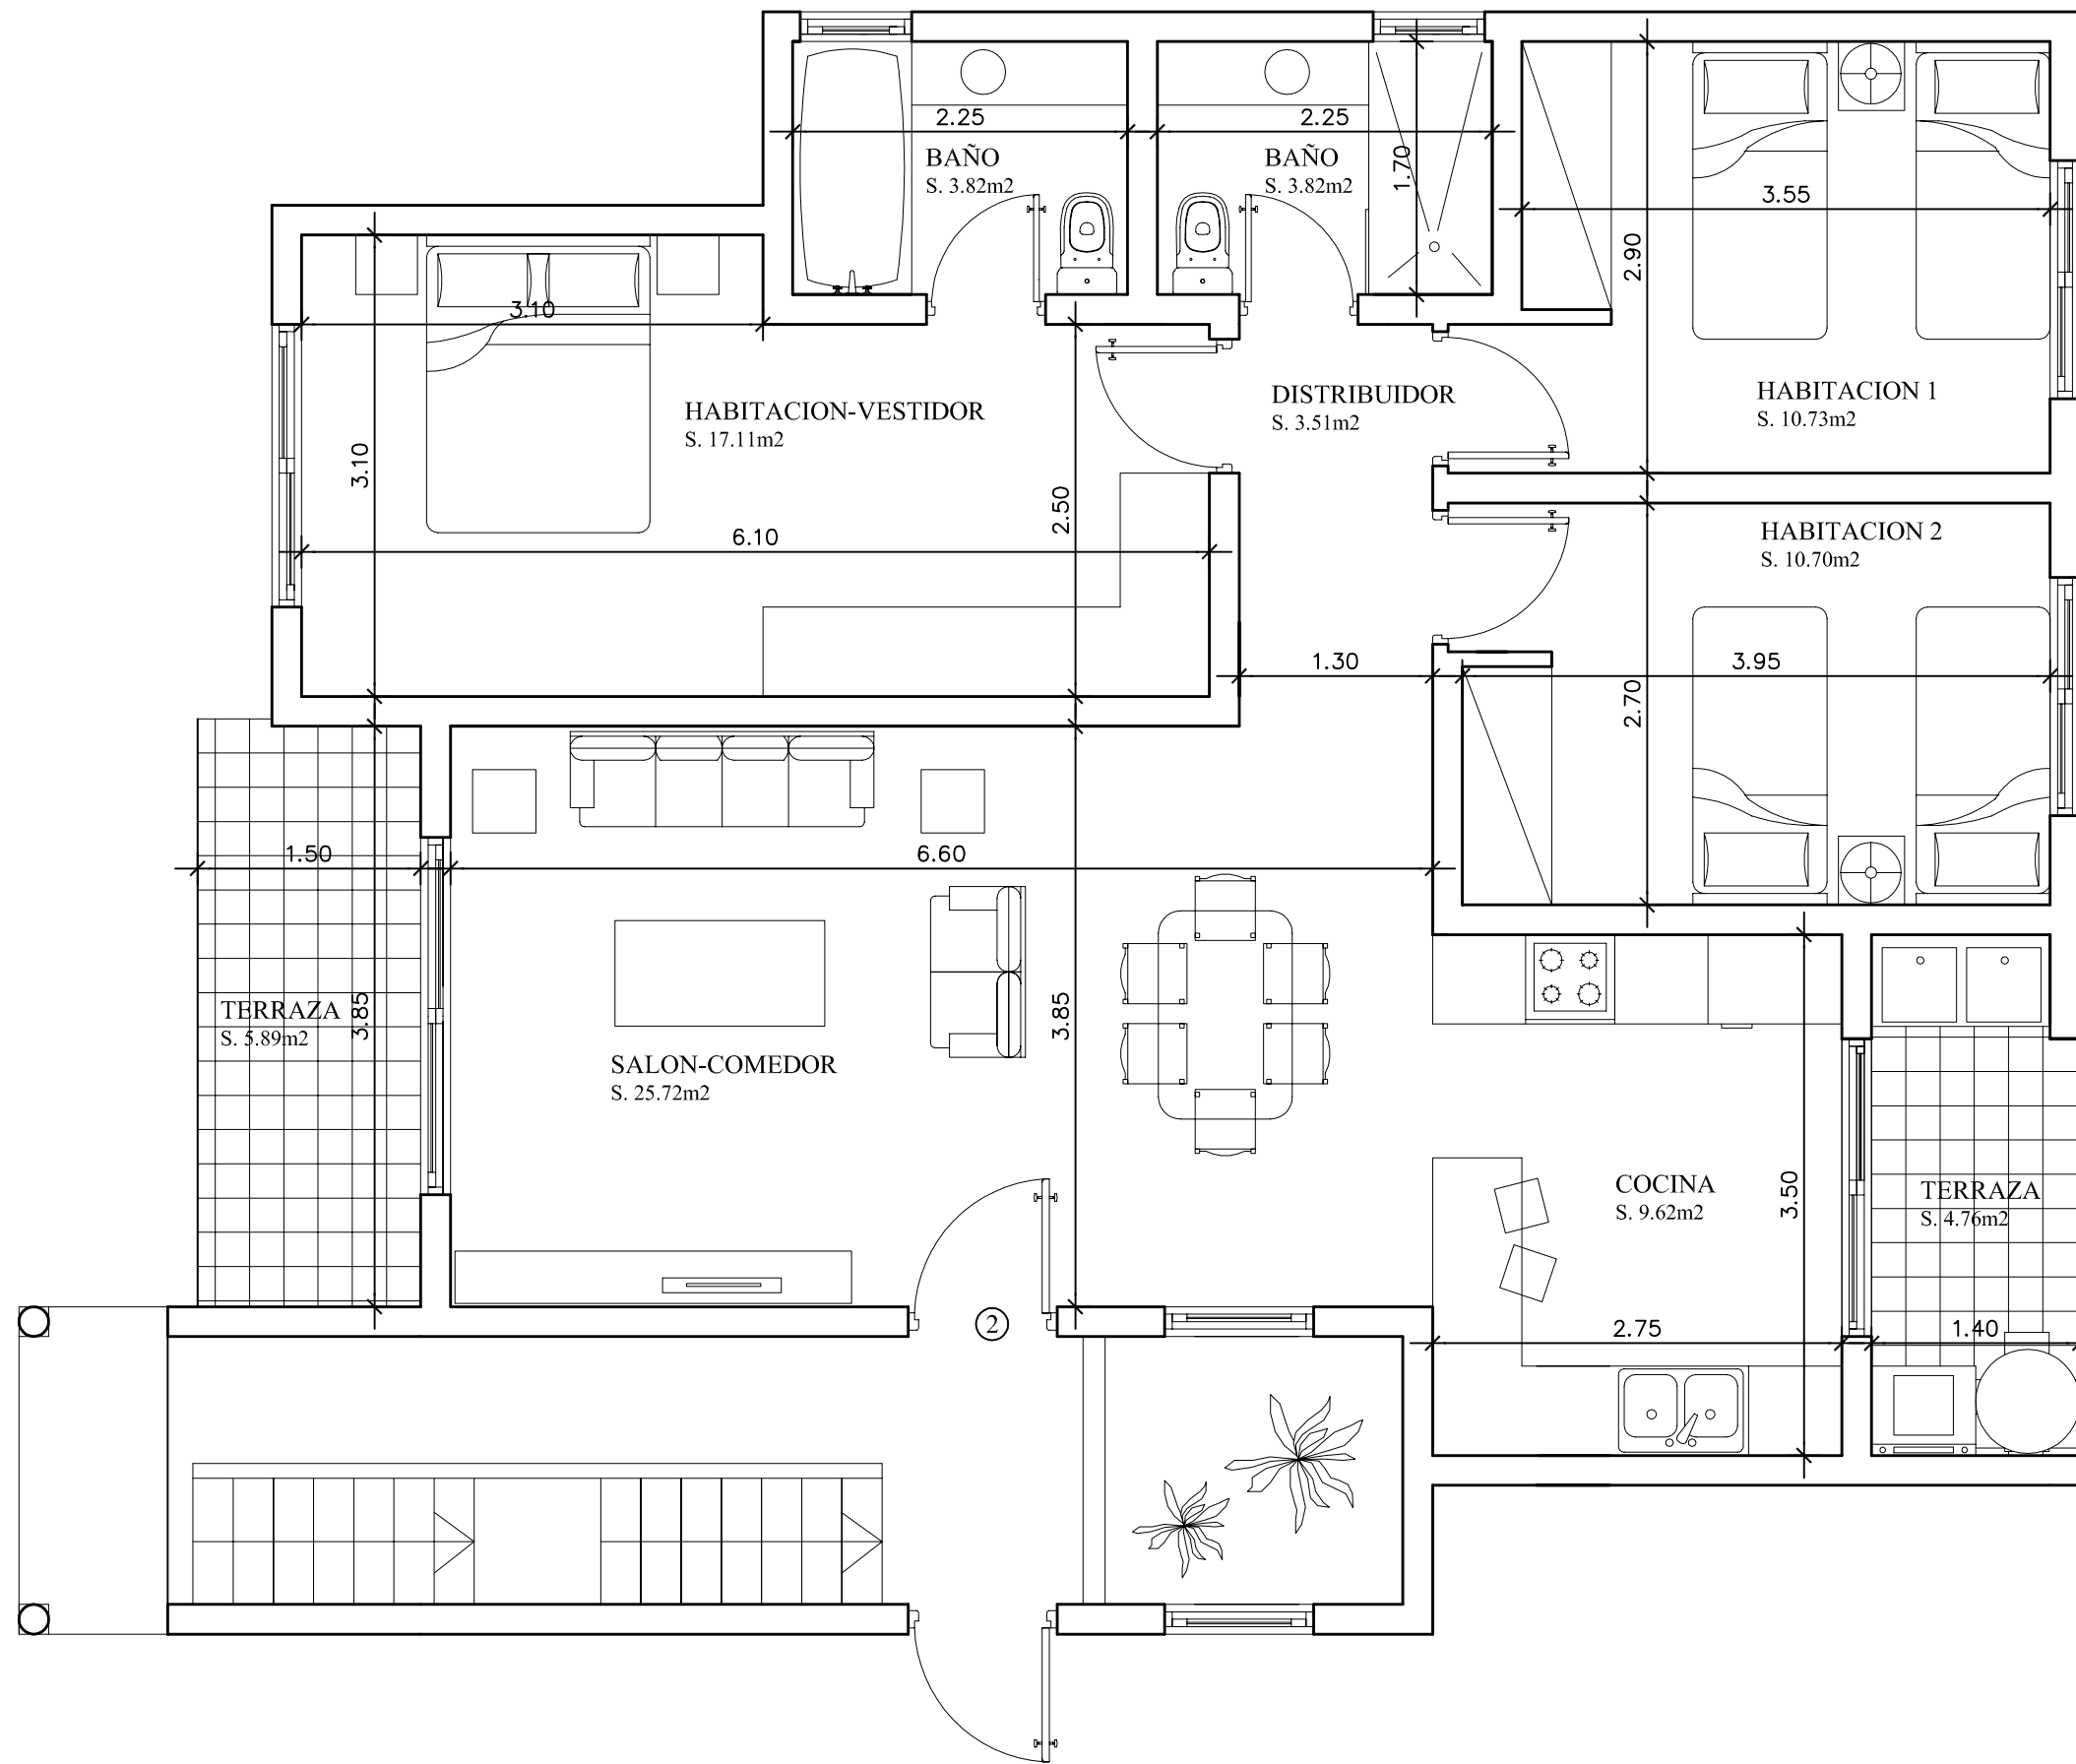 2.25
2.25
BAÑO
S. 3.82m2
BAÑO
S. 3.82m2
1.70
3.55
2.90
3.10
HABITACION-VESTIDOR
S. 17.11m2
DISTRIBUIDOR
S. 3.51m2
HABITACION 1
S. 10.73m2
3.10
2.50
6.10
HABITACION 2
S. 10.70m2
1.30
3.95
2.70
1.50
6.60
TERRAZA
S. 5.89m2
3.85
3.85
SALON-COMEDOR
S. 25.72m2
COCINA
S. 9.62m2
3.50
TERRAZA
S. 4.76m2
2
2.75
1.40